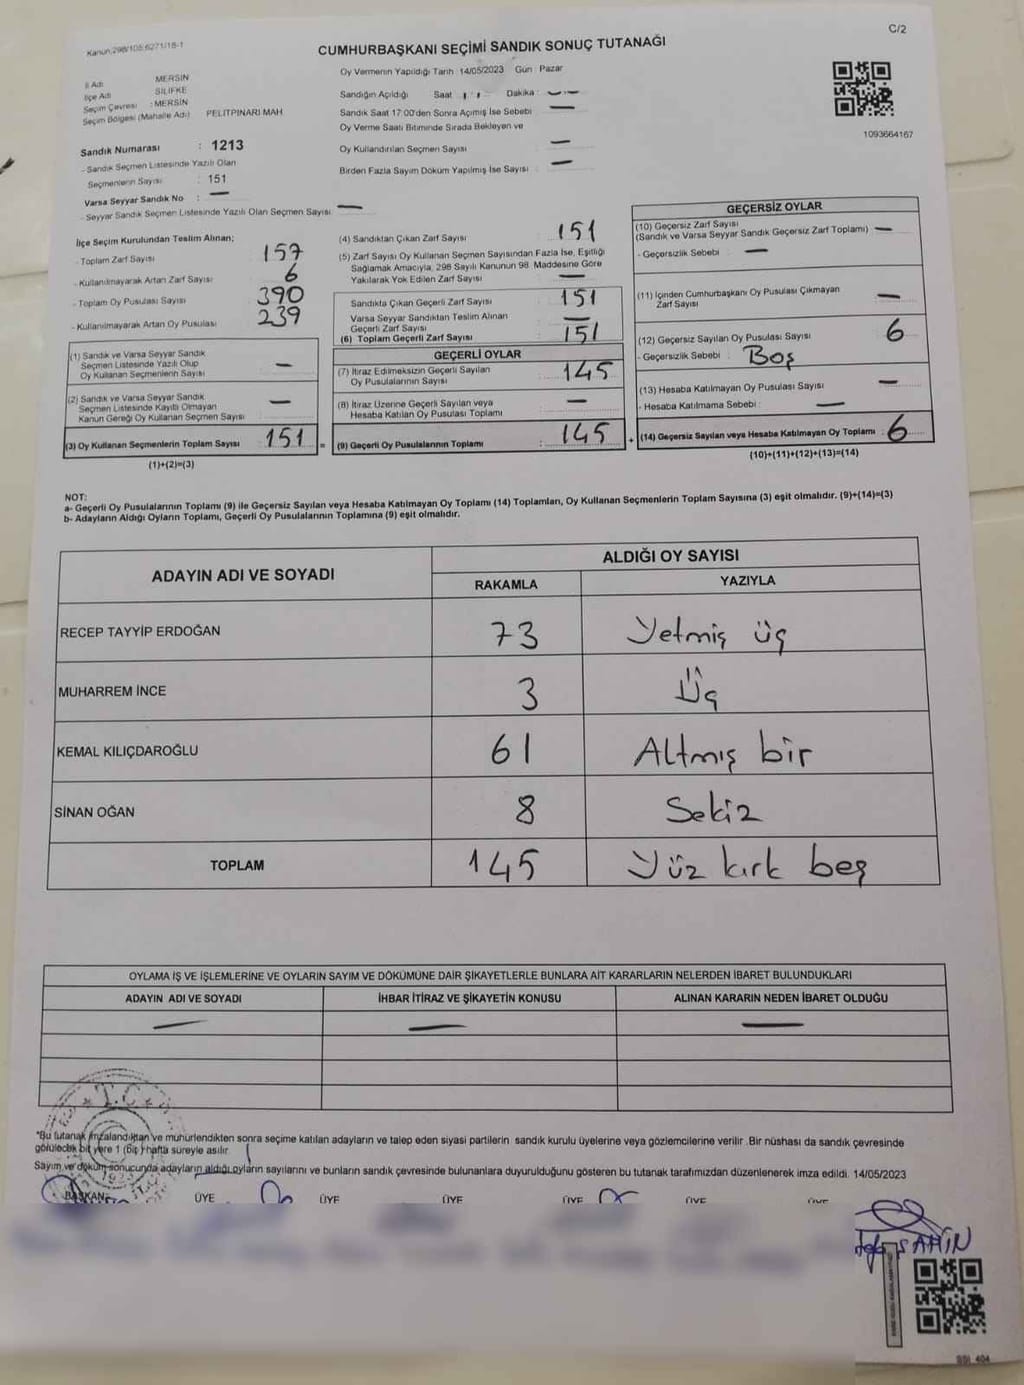 Kanun:298/105;6271/18-1
C/2
CUMHURBAŞKANI SEÇİMİ SANDIK SONUÇ TUTANAĞI
İl Adı MERSİN
İlçe Adı SİLİFKE
Seçim Çevresi : MERSİN
Seçim Bölgesi (Mahalle Adı) PELİTPINARI MAH
Sandık Numarası : 1213
- Sandık Seçmen Listesinde Yazılı Olan
Seçmenlerin Sayısı : 151
Varsa Seyyar Sandık No : —
- Seyyar Sandık Seçmen Listesinde Yazılı Olan Seçmen Sayısı —
Oy Vermenin Yapıldığı Tarih 14/05/2023 Gün : Pazar
Sandığın Açıldığı Saat Dakika :
Sandık Saat 17:00'den Sonra Açımış İse Sebebi —
Oy Verme Saati Bitiminde Sırada Bekleyen ve
Oy Kullandırılan Seçmen Sayısı —
Birden Fazla Sayım Döküm Yapılmış İse Sayısı : —
1093664167
İlçe Seçim Kurulundan Teslim Alınan;
- Toplam Zarf Sayısı 157
- Kullanılmayarak Artan Zarf Sayısı 6
- Toplam Oy Pusulası Sayısı 390
- Kullanılmayarak Artan Oy Pusulası 239
(1) Sandık ve Varsa Seyyar Sandık
Seçmen Listesinde Yazılı Olup
Oy Kullanan Seçmenlerin Sayısı —
(2) Sandık ve Varsa Seyyar Sandık
Seçmen Listesinde Kayıtlı Olmayan
Kanun Gereği Oy Kullanan Seçmen Sayısı —
(3) Oy Kullanan Seçmenlerin Toplam Sayısı 151 =
(1)+(2)=(3)
(4) Sandıktan Çıkan Zarf Sayısı 151
(5) Zarf Sayısı Oy Kullanan Seçmen Sayısından Fazla İse, Eşitliği
Sağlamak Amacıyla, 298 Sayılı Kanunun 98. Maddesine Göre
Yakılarak Yok Edilen Zarf Sayısı —
Sandıkta Çıkan Geçerli Zarf Sayısı 151
Varsa Seyyar Sandıktan Teslim Alınan
Geçerli Zarf Sayısı —
(6) Toplam Geçerli Zarf Sayısı 151
GEÇERLİ OYLAR
(7) İtiraz Edilmeksizin Geçerli Sayılan
Oy Pusulalarının Sayısı : 145
(8) İtiraz Üzerine Geçerli Sayılan veya
Hesaba Katılan Oy Pusulası Toplamı : —
(9) Geçerli Oy Pusulalarının Toplamı : 145 +
GEÇERSİZ OYLAR
(10) Geçersiz Zarf Sayısı
(Sandık ve Varsa Seyyar Sandık Geçersiz Zarf Toplamı) —
- Geçersizlik Sebebi —
(11) İçinden Cumhurbaşkanı Oy Pusulası Çıkmayan
Zarf Sayısı —
(12) Geçersiz Sayılan Oy Pusulası Sayısı 6
- Geçersizlik Sebebi : Boş
(13) Hesaba Katılmayan Oy Pusulası Sayısı —
- Hesaba Katılmama Sebebi : —
(14) Geçersiz Sayılan veya Hesaba Katılmayan Oy Toplamı : 6
(10)+(11)+(12)+(13)=(14)
NOT:
a- Geçerli Oy Pusulalarının Toplamı (9) ile Geçersiz Sayılan veya Hesaba Katılmayan Oy Toplamı (14) Toplamları, Oy Kullanan Seçmenlerin Toplam Sayısına (3) eşit olmalıdır. (9)+(14)=(3)
b- Adayların Aldığı Oyların Toplamı, Geçerli Oy Pusulalarının Toplamına (9) eşit olmalıdır.
ADAYIN ADI VE SOYADI
ALDIĞI OY SAYISI
RAKAMLA YAZIYLA
RECEP TAYYİP ERDOĞAN 73 Yetmiş üç
MUHARREM İNCE 3 Üç
KEMAL KILIÇDAROĞLU 61 Altmış bir
SİNAN OĞAN 8 Sekiz
TOPLAM 145 Yüz kırk beş
OYLAMA İŞ VE İŞLEMLERİNE VE OYLARIN SAYIM VE DÖKÜMÜNE DAİR ŞİKAYETLERLE BUNLARA AİT KARARLARIN NELERDEN İBARET BULUNDUKLARI
ADAYIN ADI VE SOYADI İHBAR İTİRAZ VE ŞİKAYETİN KONUSU ALINAN KARARIN NEDEN İBARET OLDUĞU
— — —
T.C.
"Bu tutanak imzalandıktan ve mühürlendikten sonra seçime katılan adayların ve talep eden siyasi partilerin sandık kurulu üyelerine veya gözlemcilerine verilir. Bir nüshası da sandık çevresinde
görülecek bir yere 1 (bir) hafta süreyle asılır.
Sayım ve döküm sonucunda adayların aldığı oyların sayılarını ve bunların sandık çevresinde bulunanlara duyurulduğunu gösteren bu tutanak tarafımızdan düzenlenerek imza edildi. 14/05/2023
BAŞKAN ÜYE ÜYE ÜYE ÜYE ÜYE ÜYE
ŞAHİN